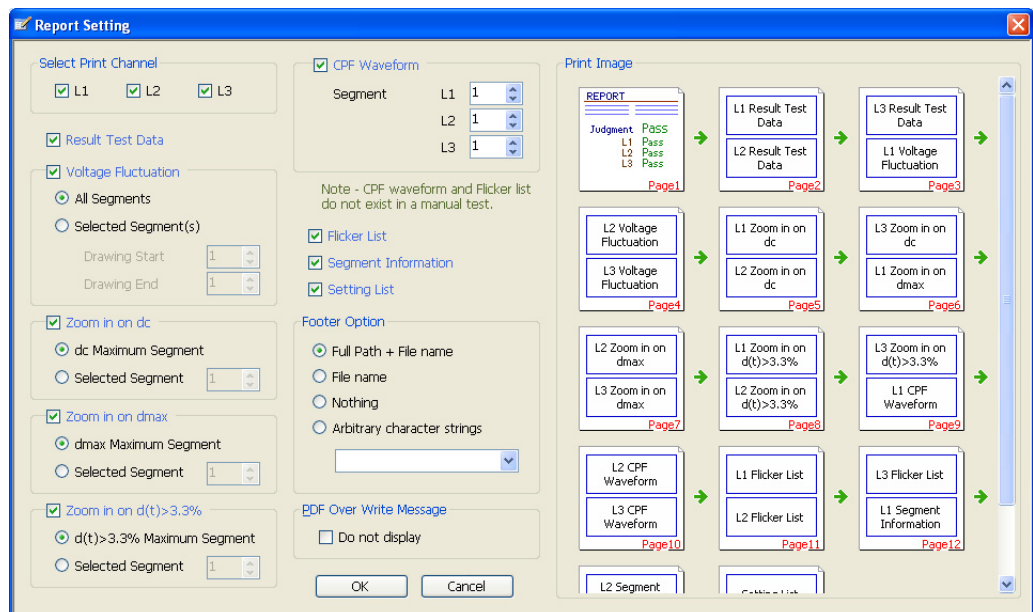 Report Setting
Select Print Channel
L1
L2
L3
Result Test Data
Voltage Fluctuation
All Segments
Selected Segment(s)
Drawing Start 1
Drawing End 1
Zoom in on dc
dc Maximum Segment
Selected Segment 1
Zoom in on dmax
dmax Maximum Segment
Selected Segment 1
Zoom in on d(t)>3.3%
d(t)>3.3% Maximum Segment
Selected Segment 1
CPF Waveform
Segment L1 1
L2 1
L3 1
Note - CPF waveform and Flicker list
do not exist in a manual test.
Flicker List
Segment Information
Setting List
Footer Option
Full Path + File name
File name
Nothing
Arbitrary character strings
PDF Over Write Message
Do not display
OK
Cancel
Print Image
REPORT
Judgment Pass
L1 Pass
L2 Pass
L3 Pass
Page1
L1 Result Test
Data
L2 Result Test
Data
Page2
L3 Result Test
Data
L1 Voltage
Fluctuation
Page3
L2 Voltage
Fluctuation
L3 Voltage
Fluctuation
Page4
L1 Zoom in on
dc
L2 Zoom in on
dc
Page5
L3 Zoom in on
dc
L1 Zoom in on
dmax
Page6
L2 Zoom in on
dmax
L3 Zoom in on
dmax
Page7
L1 Zoom in on
d(t)>3.3%
L2 Zoom in on
d(t)>3.3%
Page8
L3 Zoom in on
d(t)>3.3%
L1 CPF
Waveform
Page9
L2 CPF
Waveform
L3 CPF
Waveform
Page10
L1 Flicker List
L2 Flicker List
Page11
L3 Flicker List
L1 Segment
Information
Page12
L2 Segment
Setting List